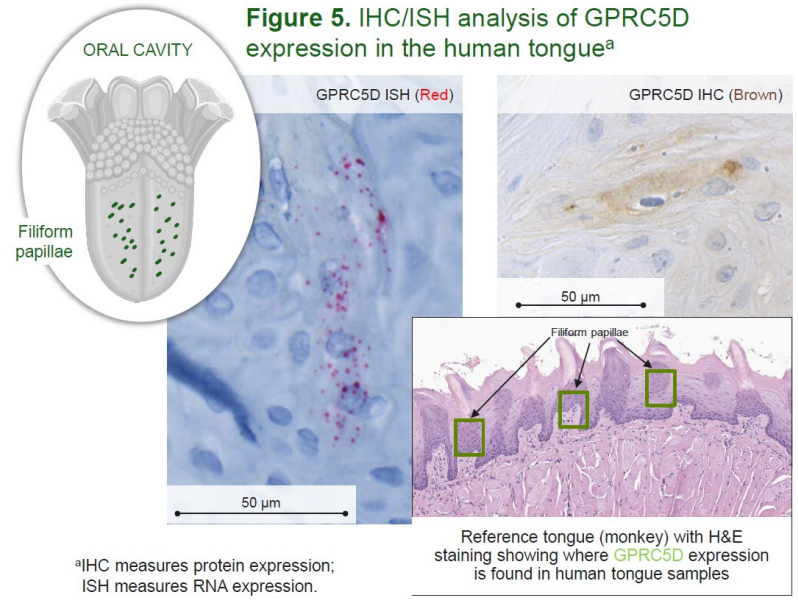 Figure 5. IHC/ISH analysis of GPRC5D
expression in the human tongueᵃ
ORAL CAVITY
Filiform
papillae
GPRC5D ISH (Red)
50 µm
GPRC5D IHC (Brown)
50 µm
Filiform papillae
Reference tongue (monkey) with H&E
staining showing where GPRC5D expression
is found in human tongue samples
ᵃIHC measures protein expression;
ISH measures RNA expression.